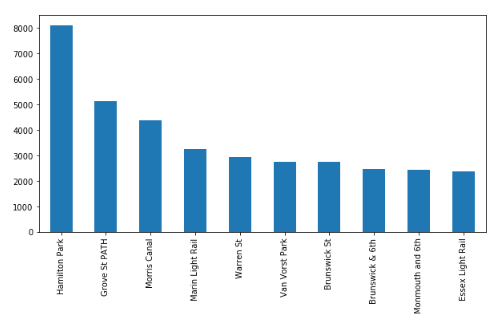 8000
7000
6000
5000
4000
3000
2000
1000
0
Hamilton Park
Grove St PATH
Morris Canal
Marin Light Rail
Warren St
Van Vorst Park
Brunswick St
Brunswick & 6th
Monmouth and 6th
Essex Light Rail